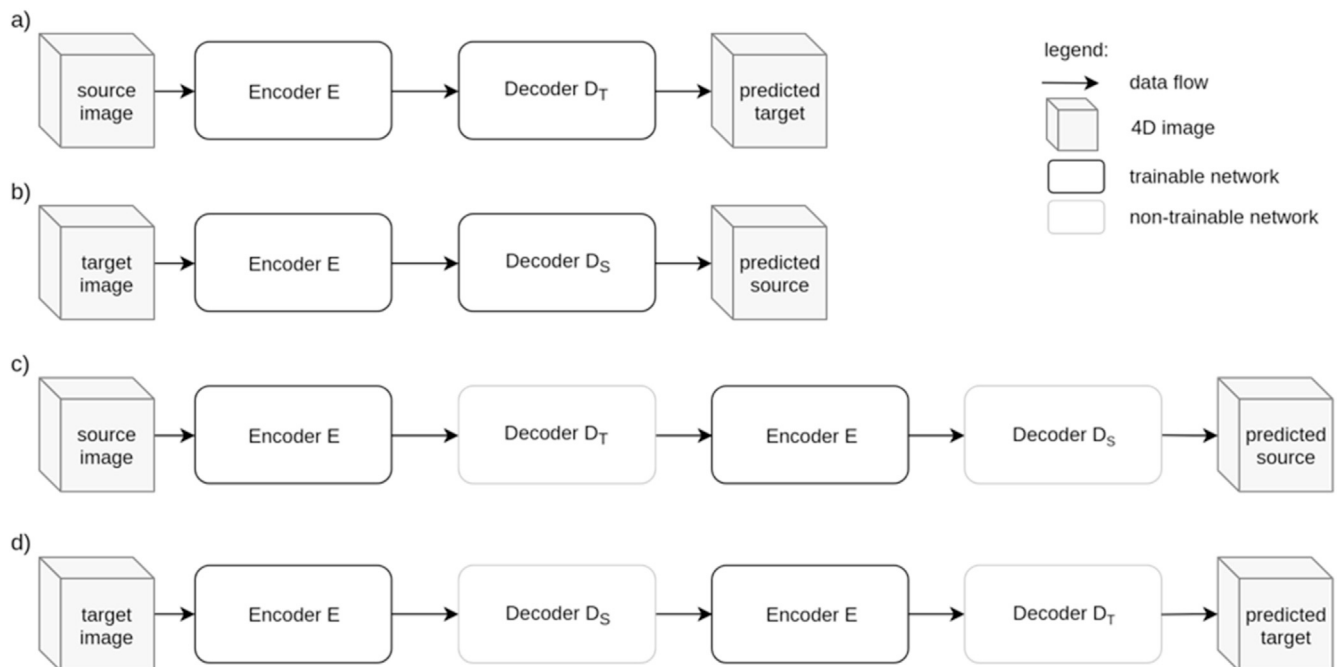 a)
source
image
Encoder E
Decoder D_T
predicted
target
legend:
data flow
4D image
trainable network
non-trainable network
b)
target
image
Encoder E
Decoder D_S
predicted
source
c)
source
image
Encoder E
Decoder D_T
Encoder E
Decoder D_S
predicted
source
d)
target
image
Encoder E
Decoder D_S
Encoder E
Decoder D_T
predicted
target